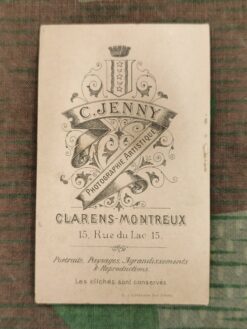 C. JENNY
PHOTOGRAPHIE ARTISTIQUE
CLARENS-MONTREUX
15, Rue du Lac 15.
Portraits, Paysages, Agrandissements
& Reproductions.
Les clichés sont conservés